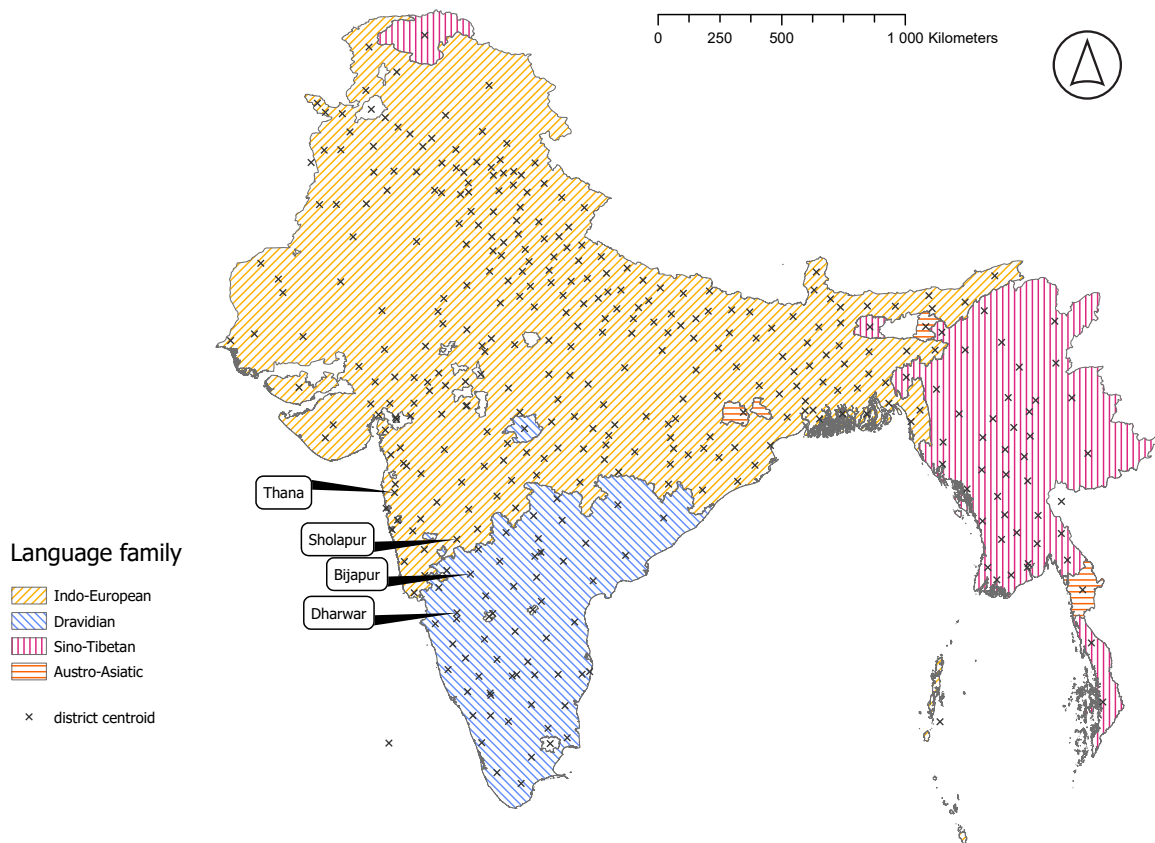 0 250 500 1 000 Kilometers
Thana
Sholapur
Bijapur
Dharwar
Language family
Indo-European
Dravidian
Sino-Tibetan
Austro-Asiatic
district centroid